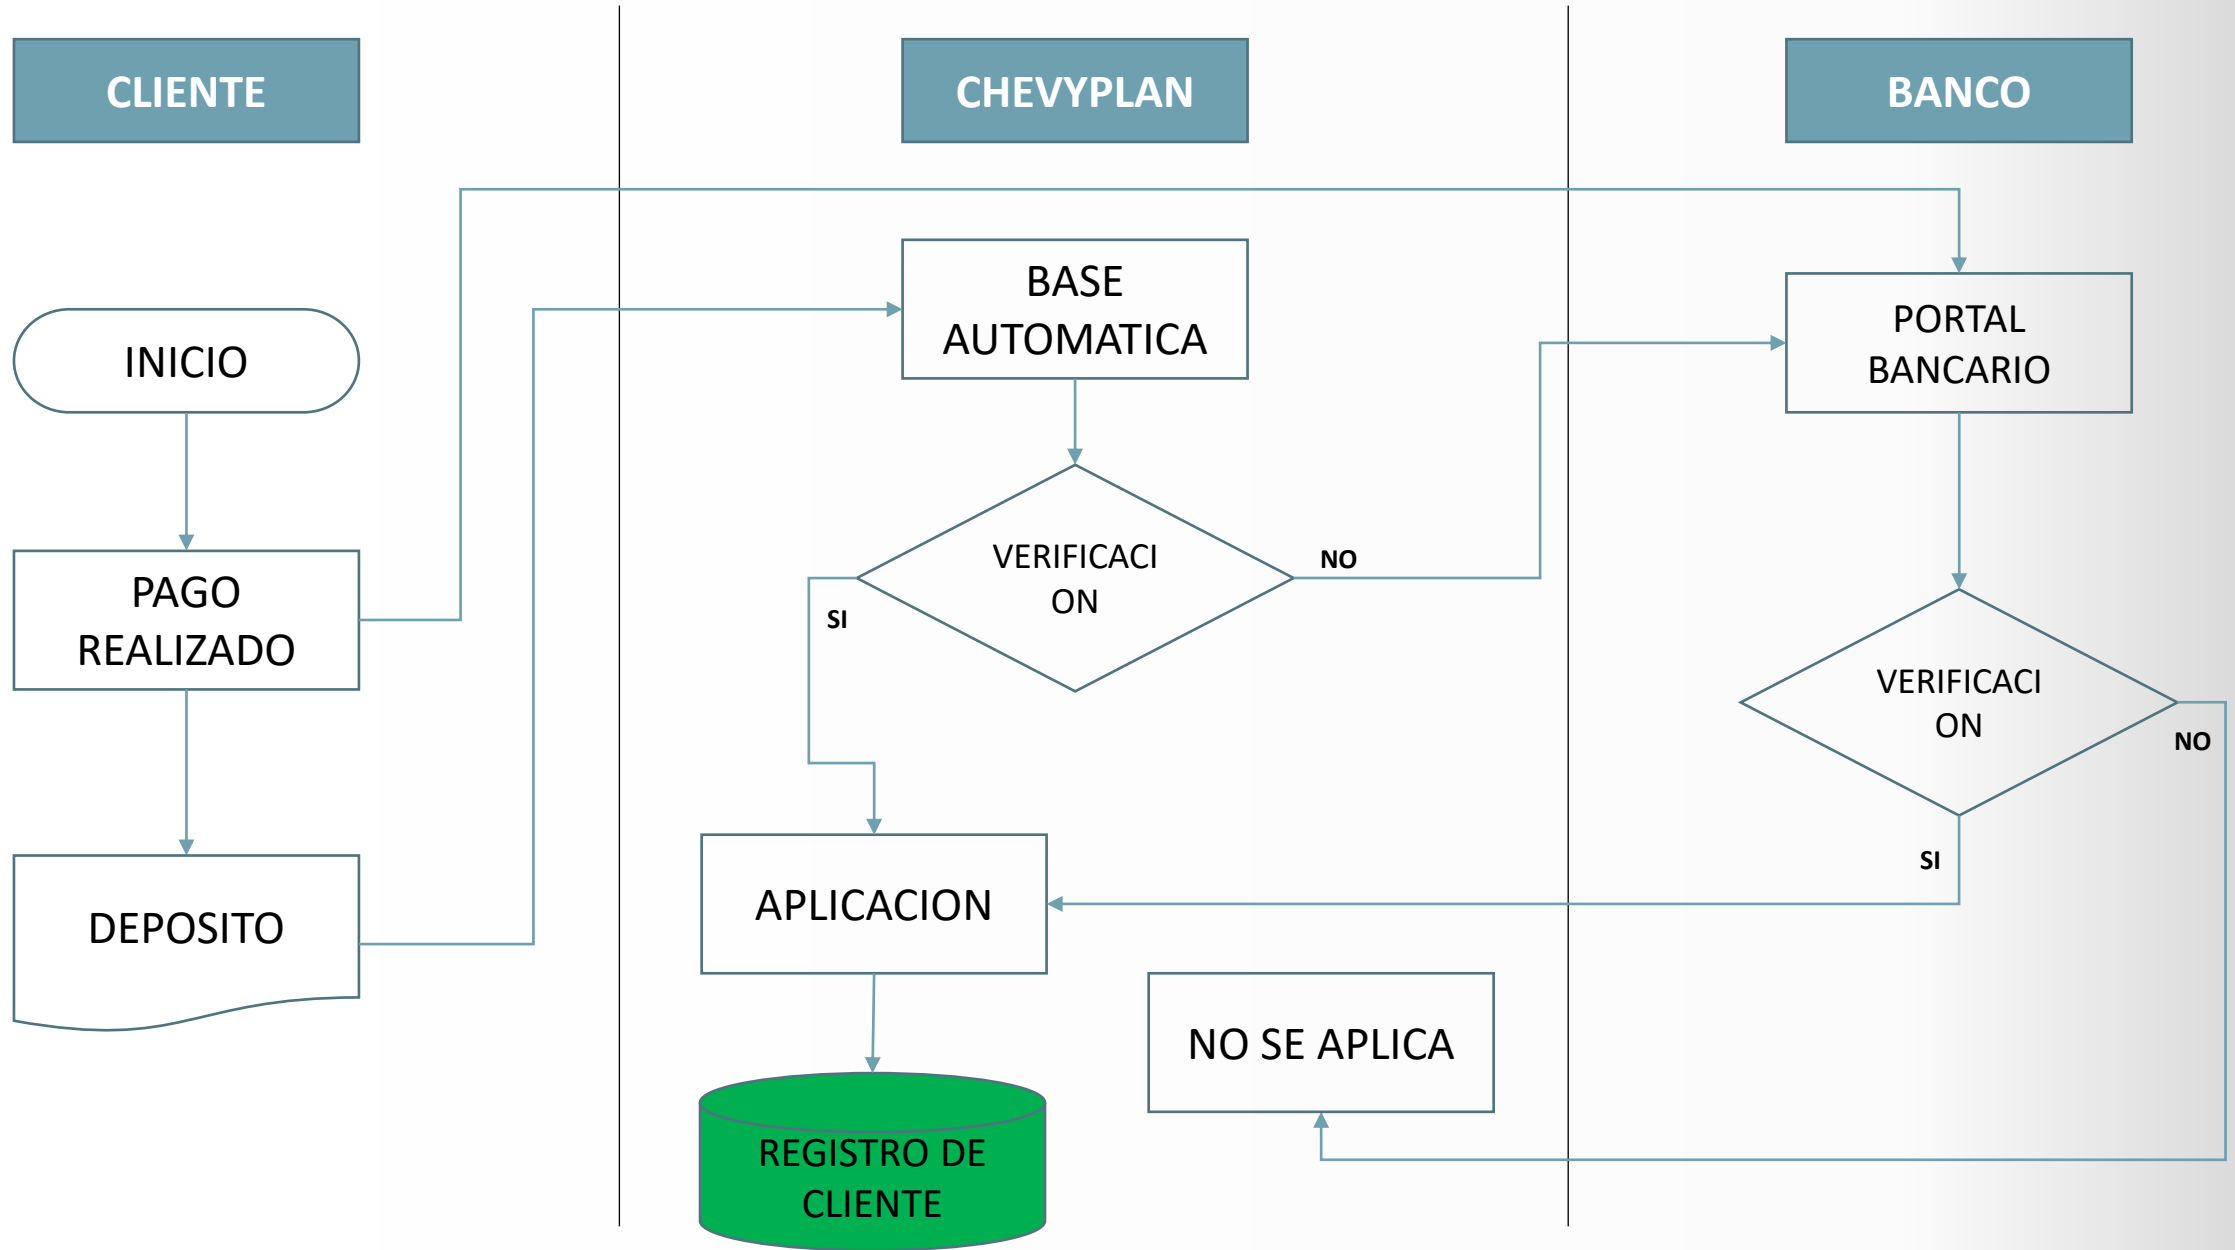 CLIENTE
CHEVYPLAN
BANCO
INICIO
PAGO
REALIZADO
DEPOSITO
BASE
AUTOMATICA
VERIFICACI
ON
NO
SI
APLICACION
NO SE APLICA
REGISTRO DE
CLIENTE
PORTAL
BANCARIO
VERIFICACI
ON
NO
SI